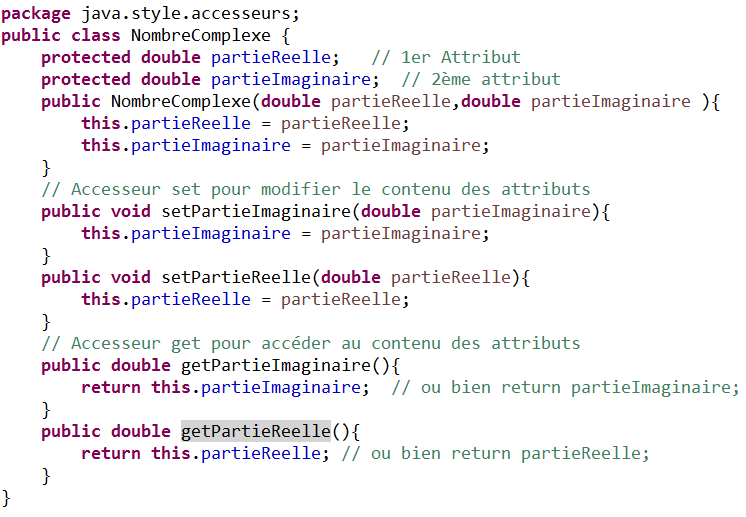 package java.style.accesseurs;
public class NombreComplexe {
    protected double partieReelle;   // 1er Attribut
    protected double partieImaginaire;  // 2ème attribut
    public NombreComplexe(double partieReelle,double partieImaginaire ){
        this.partieReelle = partieReelle;
        this.partieImaginaire = partieImaginaire;
    }
    // Accesseur set pour modifier le contenu des attributs
    public void setPartieImaginaire(double partieImaginaire){
        this.partieImaginaire = partieImaginaire;
    }
    public void setPartieReelle(double partieReelle){
        this.partieReelle = partieReelle;
    }
    // Accesseur get pour accéder au contenu des attributs
    public double getPartieImaginaire(){
        return this.partieImaginaire;  // ou bien return partieImaginaire;
    }
    public double getPartieReelle(){
        return this.partieReelle; // ou bien return partieReelle;
    }
}